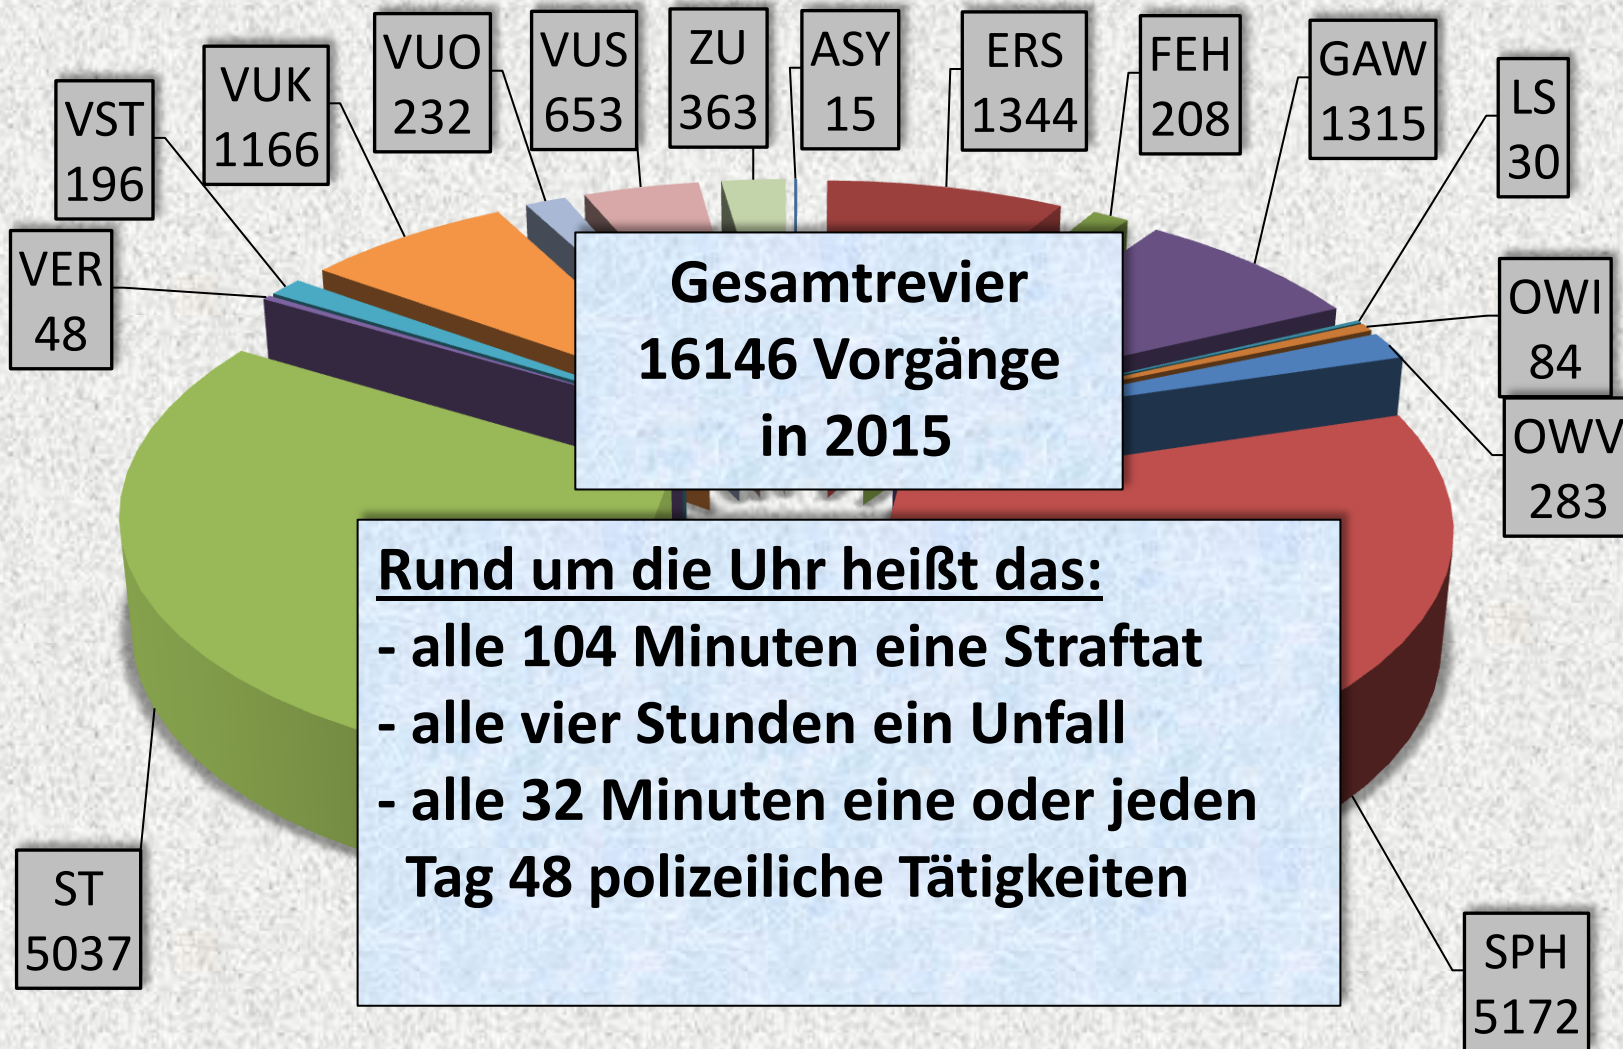 VST
196
VUK
1166
VUO
232
VUS
653
ZU
363
ASY
15
ERS
1344
FEH
208
GAW
1315
LS
30
VER
48
OWI
84
OWV
283
Gesamtrevier
16146 Vorgänge
in 2015
Rund um die Uhr heißt das:
- alle 104 Minuten eine Straftat
- alle vier Stunden ein Unfall
- alle 32 Minuten eine oder jeden
Tag 48 polizeiliche Tätigkeiten
ST
5037
SPH
5172